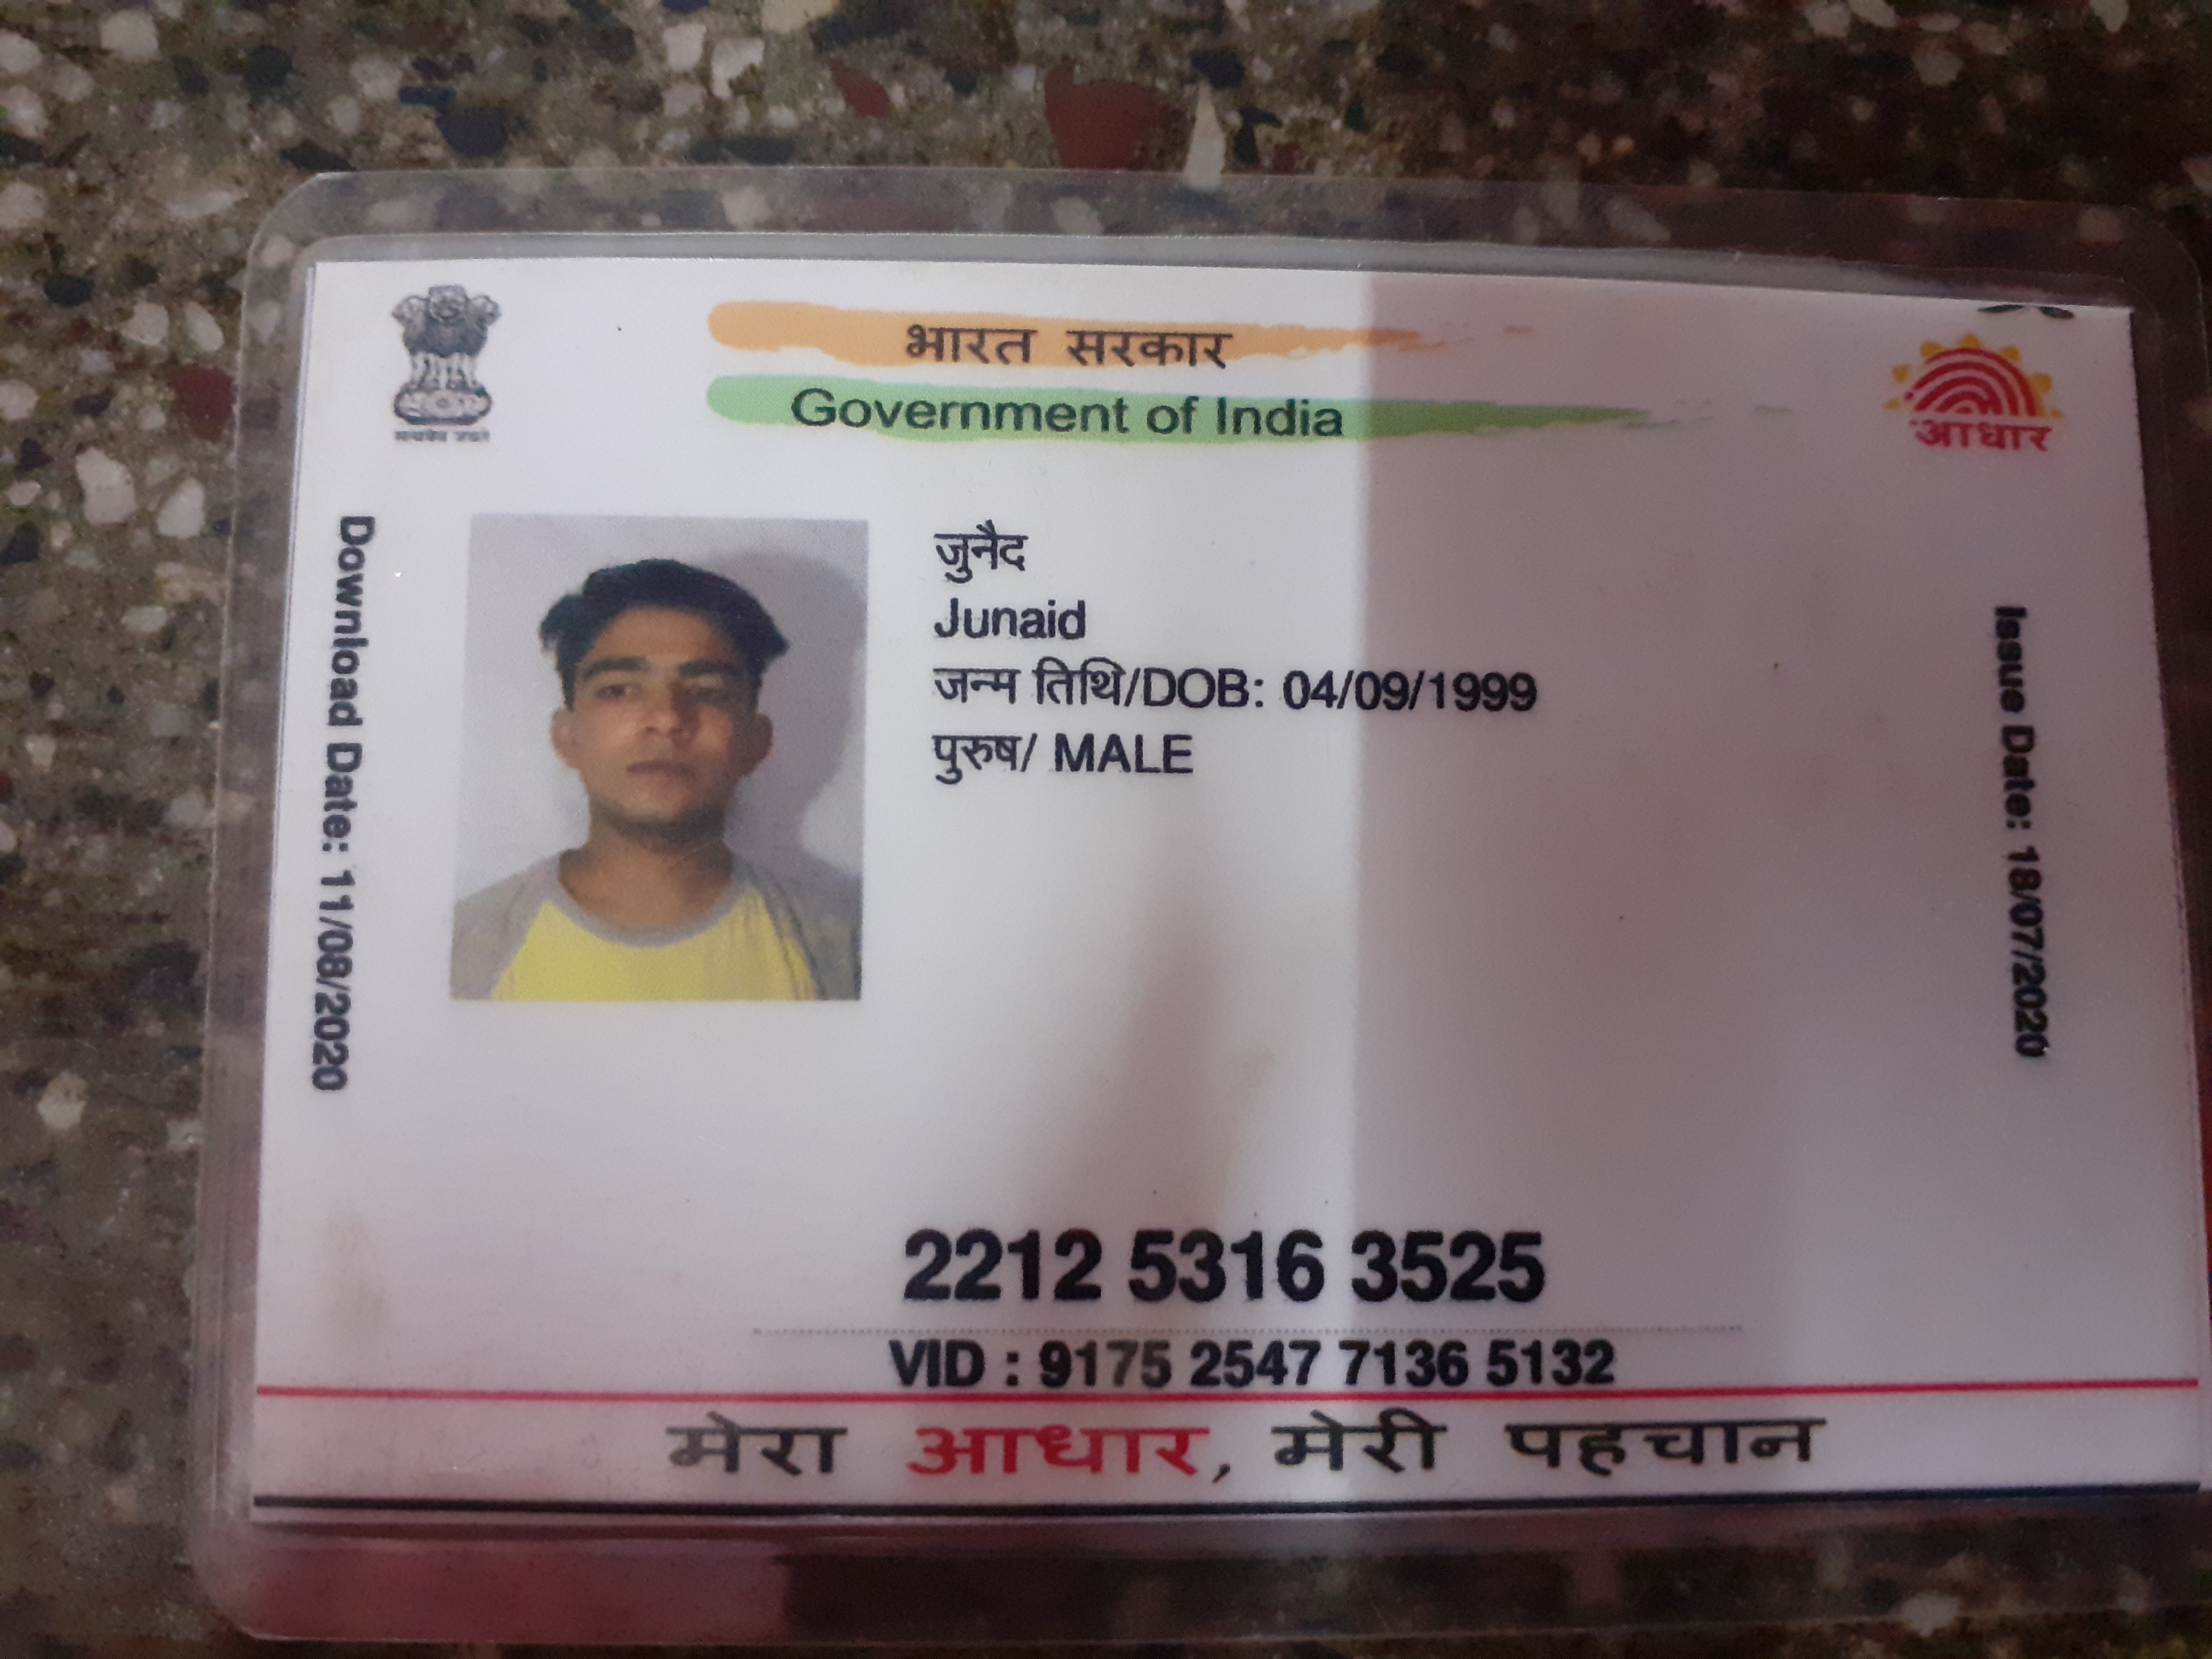 भारत सरकार
Government of India
आधार
सत्यमेव जयते
Download Date: 11/08/2020
जुनैद
Junaid
जन्म तिथि/DOB: 04/09/1999
पुरुष/ MALE
Issue Date: 18/07/2020
2212 5316 3525
VID : 9175 2547 7136 5132
मेरा आधार, मेरी पहचान